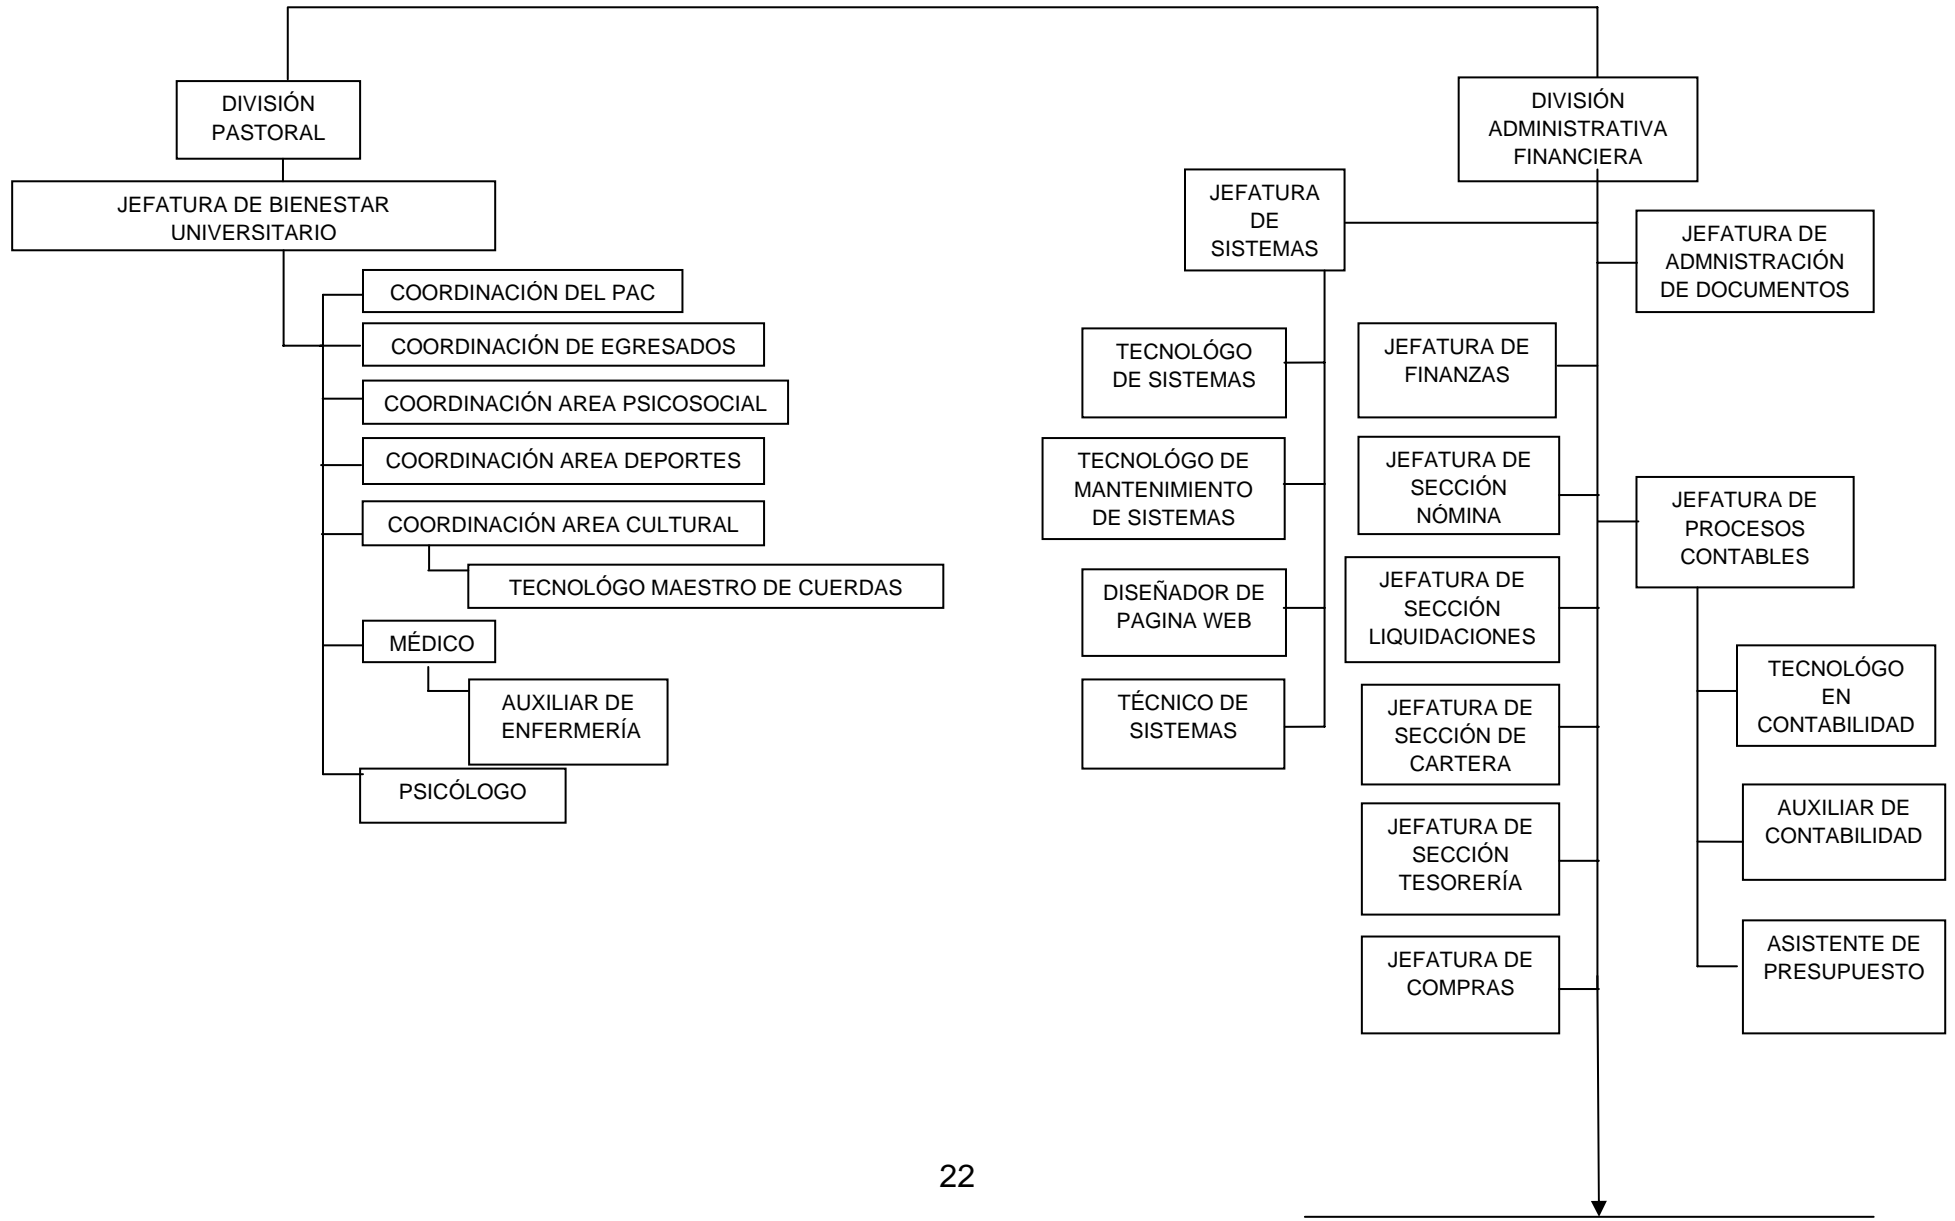 DIVISIÓN
PASTORAL
JEFATURA DE BIENESTAR
UNIVERSITARIO
COORDINACIÓN DEL PAC
COORDINACIÓN DE EGRESADOS
COORDINACIÓN AREA PSICOSOCIAL
COORDINACIÓN AREA DEPORTES
COORDINACIÓN AREA CULTURAL
TECNOLÓGO MAESTRO DE CUERDAS
MÉDICO
AUXILIAR DE
ENFERMERÍA
PSICÓLOGO
DIVISIÓN
ADMINISTRATIVA
FINANCIERA
JEFATURA
DE
SISTEMAS
TECNOLÓGO
DE SISTEMAS
TECNOLÓGO DE
MANTENIMIENTO
DE SISTEMAS
DISEÑADOR DE
PAGINA WEB
TÉCNICO DE
SISTEMAS
JEFATURA DE
ADMNISTRACIÓN
DE DOCUMENTOS
JEFATURA DE
FINANZAS
JEFATURA DE
SECCIÓN
NÓMINA
JEFATURA DE
SECCIÓN
LIQUIDACIONES
JEFATURA DE
SECCIÓN DE
CARTERA
JEFATURA DE
SECCIÓN
TESORERÍA
JEFATURA DE
COMPRAS
JEFATURA DE
PROCESOS
CONTABLES
TECNOLÓGO
EN
CONTABILIDAD
AUXILIAR DE
CONTABILIDAD
ASISTENTE DE
PRESUPUESTO
22